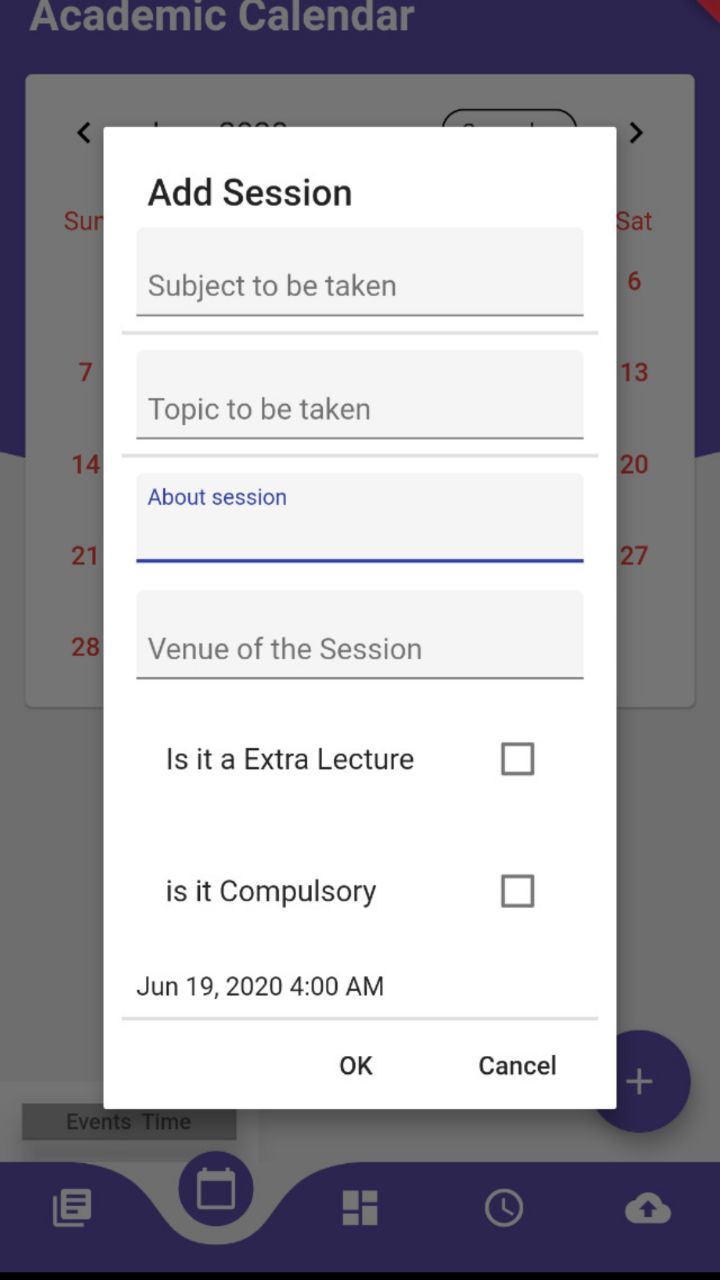 Academic Calendar
Add Session
Sat
Subject to be taken
6
7
Topic to be taken
13
14
20
About session
21
27
Venue of the Session
28
Is it a Extra Lecture
is it Compulsory
Jun 19, 2020 4:00 AM
OK Cancel
Events Time